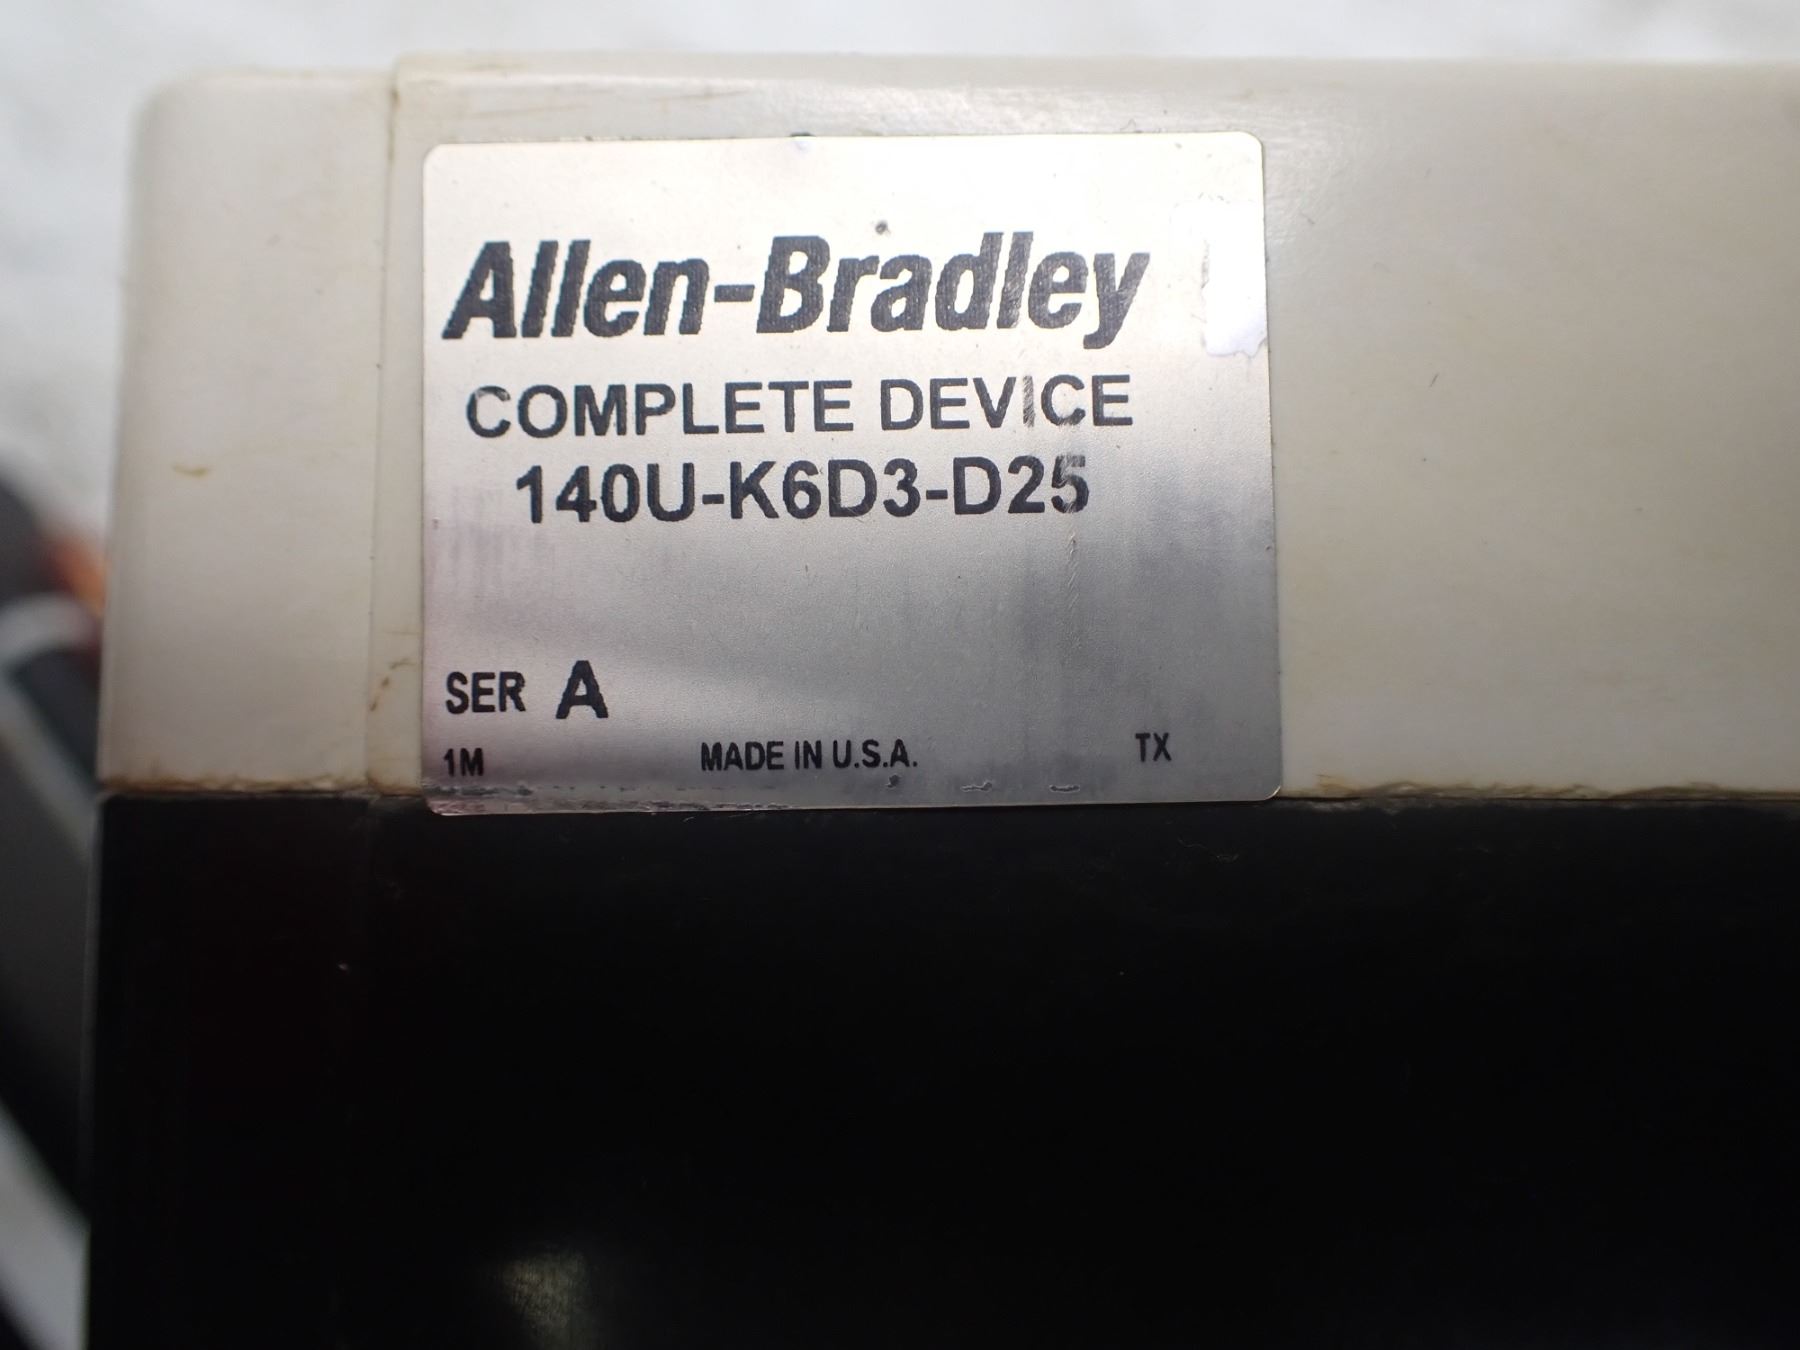 Allen-Bradley
COMPLETE DEVICE
140U-K6D3-D25
SER A
1M MADE IN U.S.A. TX